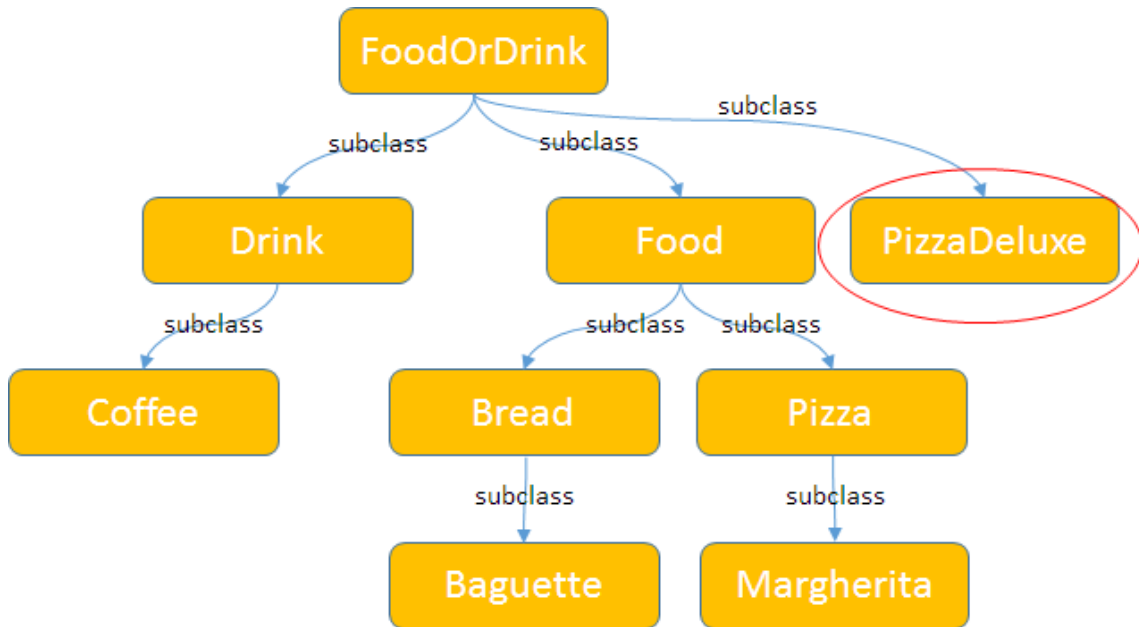 FoodOrDrink
subclass
subclass
subclass
Drink
Food
PizzaDeluxe
subclass
subclass
subclass
Coffee
Bread
Pizza
subclass
subclass
Baguette
Margherita